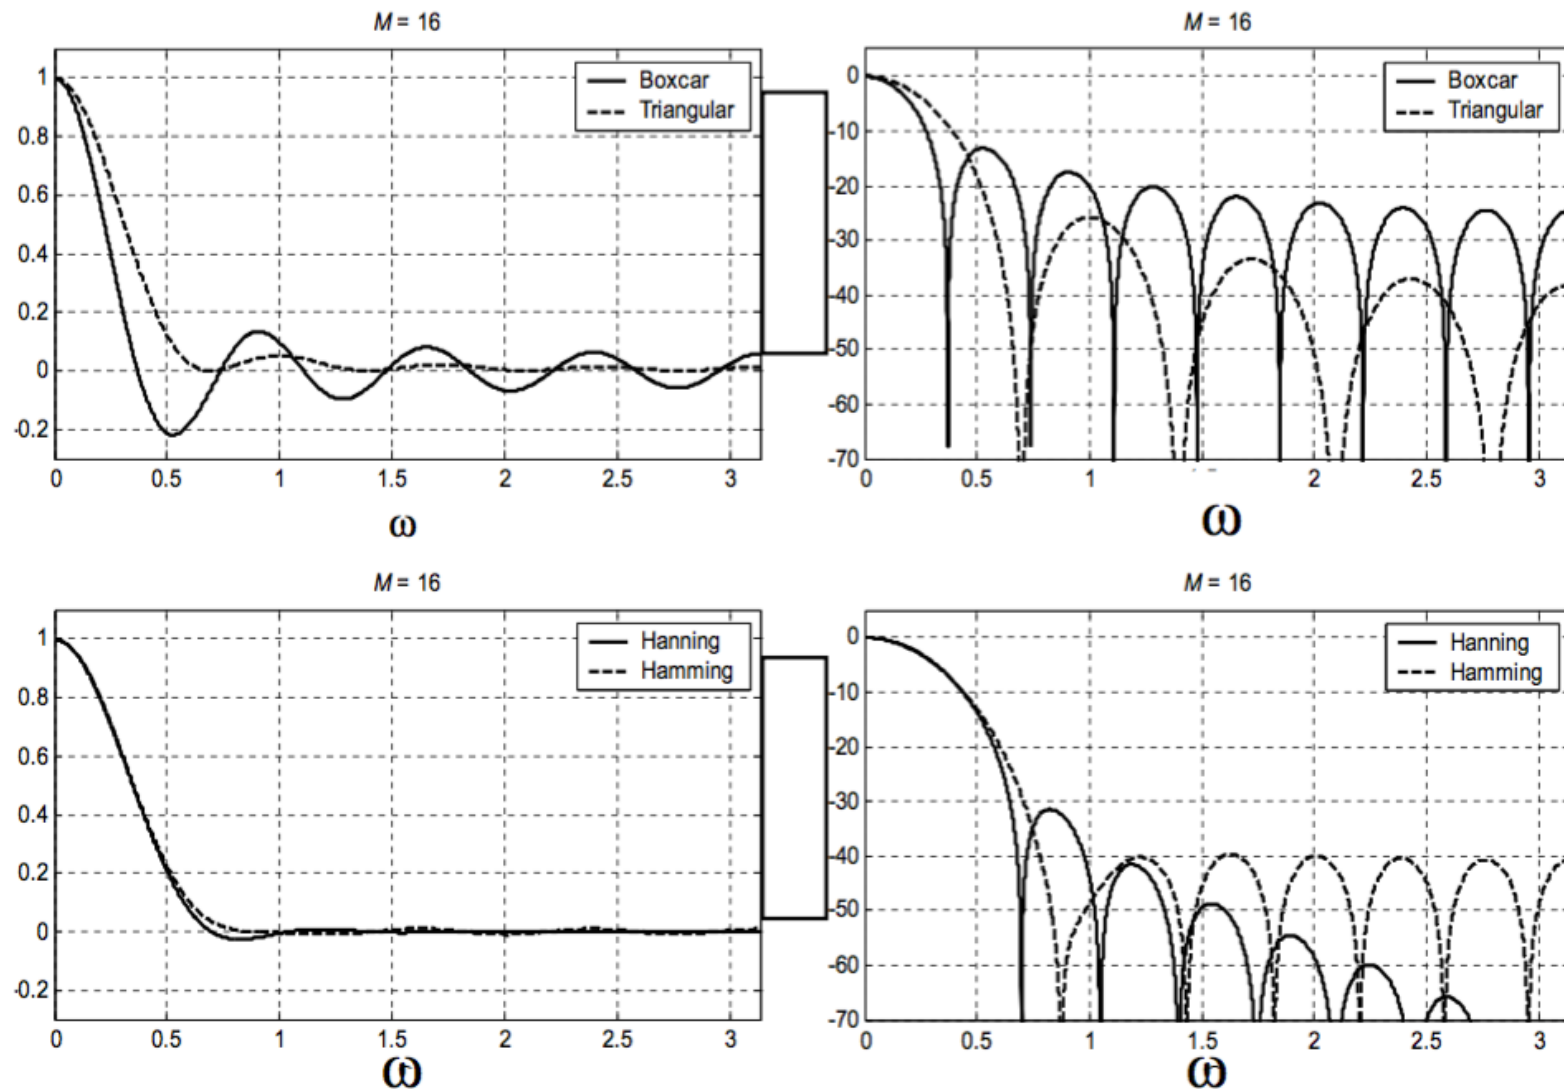 M = 16
1
0.8
0.6
0.4
0.2
0
-0.2
0 0.5 1 1.5 2 2.5 3
Boxcar
Triangular
ω
M = 16
0
-10
-20
-30
-40
-50
-60
-70
0 0.5 1 2 2.5 3
Boxcar
Triangular
ω
M = 16
1
0.8
0.6
0.4
0.2
0
-0.2
0 0.5 1 1.5 2 2.5 3
Hanning
Hamming
ω
M = 16
0
-10
-20
-30
-40
-50
-60
-70
0 0.5 1 1.5 2 2.5 3
Hanning
Hamming
ω